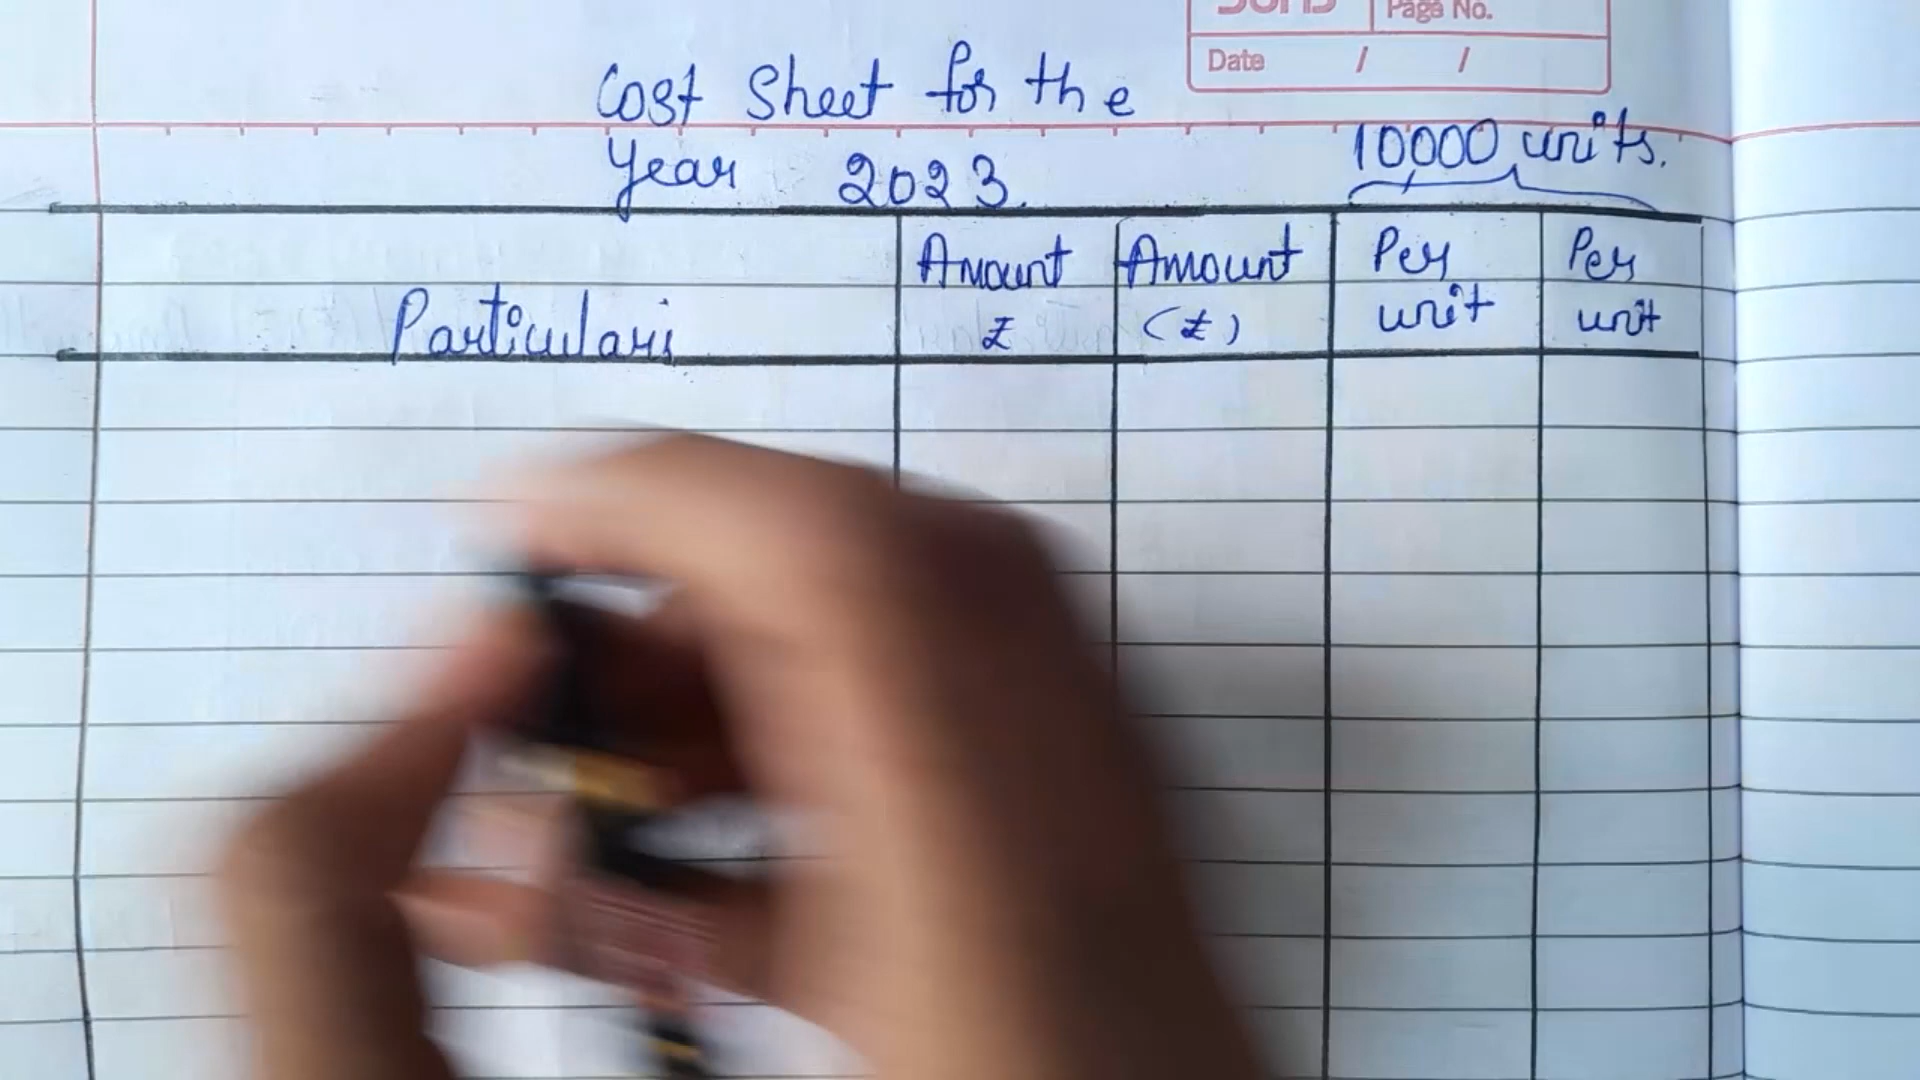 Page No.
Date / /
Cost Sheet for the
Year 2023.
10000 units.
Particulars
Amount
₹
Amount
(₹)
Per
unit
Per
unit